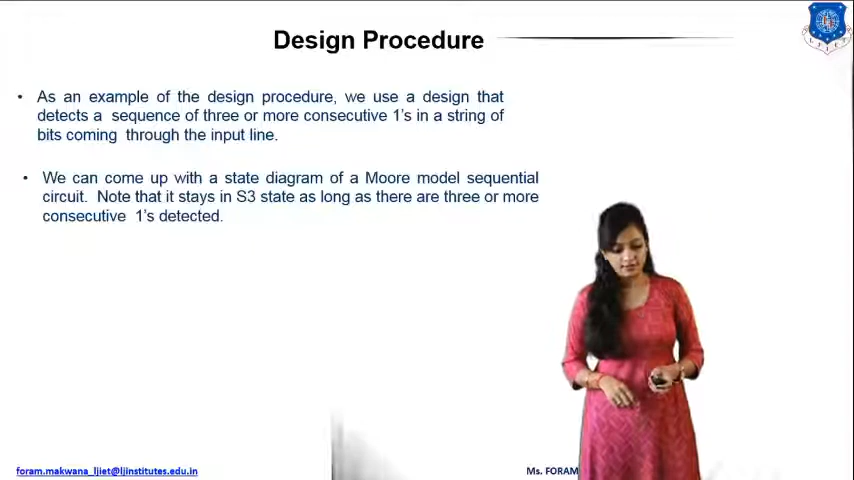 Design Procedure
• As an example of the design procedure, we use a design that
detects a sequence of three or more consecutive 1's in a string of
bits coming through the input line.
• We can come up with a state diagram of a Moore model sequential
circuit. Note that it stays in S3 state as long as there are three or more
consecutive 1's detected.
foram.makwana_ljiet@ljinstitutes.edu.in
Ms. FORAM